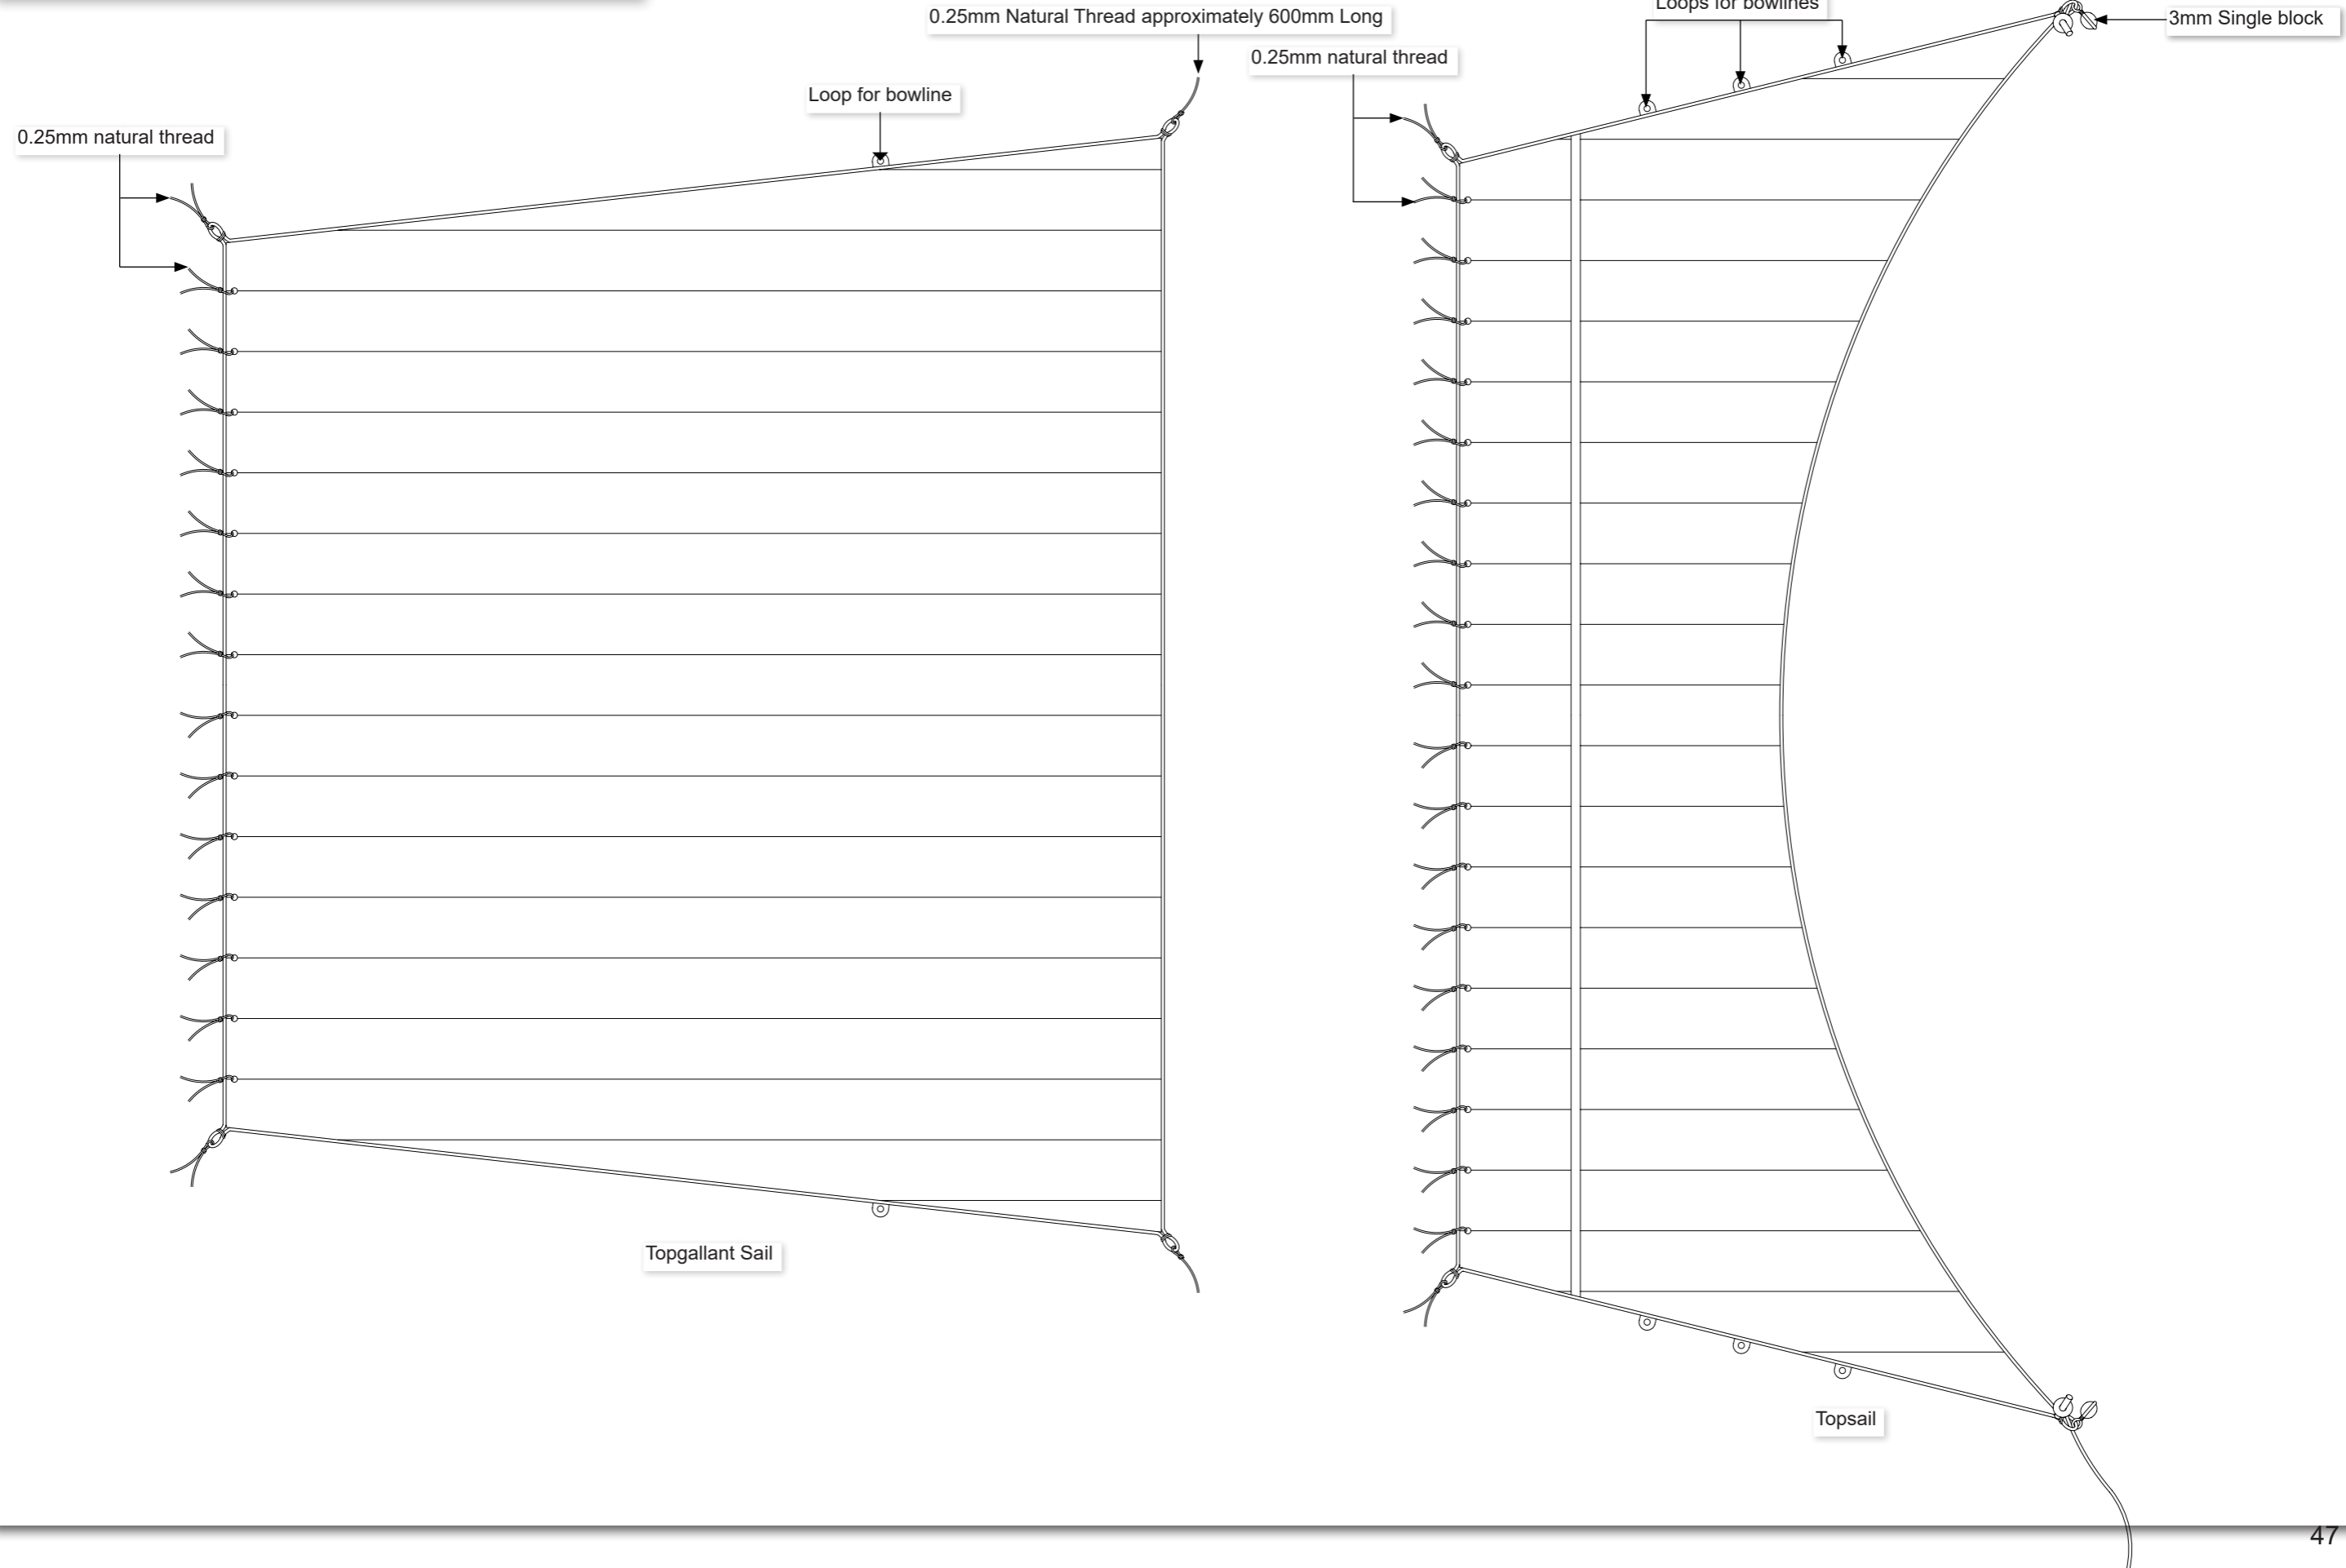 0.25mm Natural Thread approximately 600mm Long
Loops for bowlines
3mm Single block
0.25mm natural thread
Loop for bowline
0.25mm natural thread
Topgallant Sail
Topsail
47